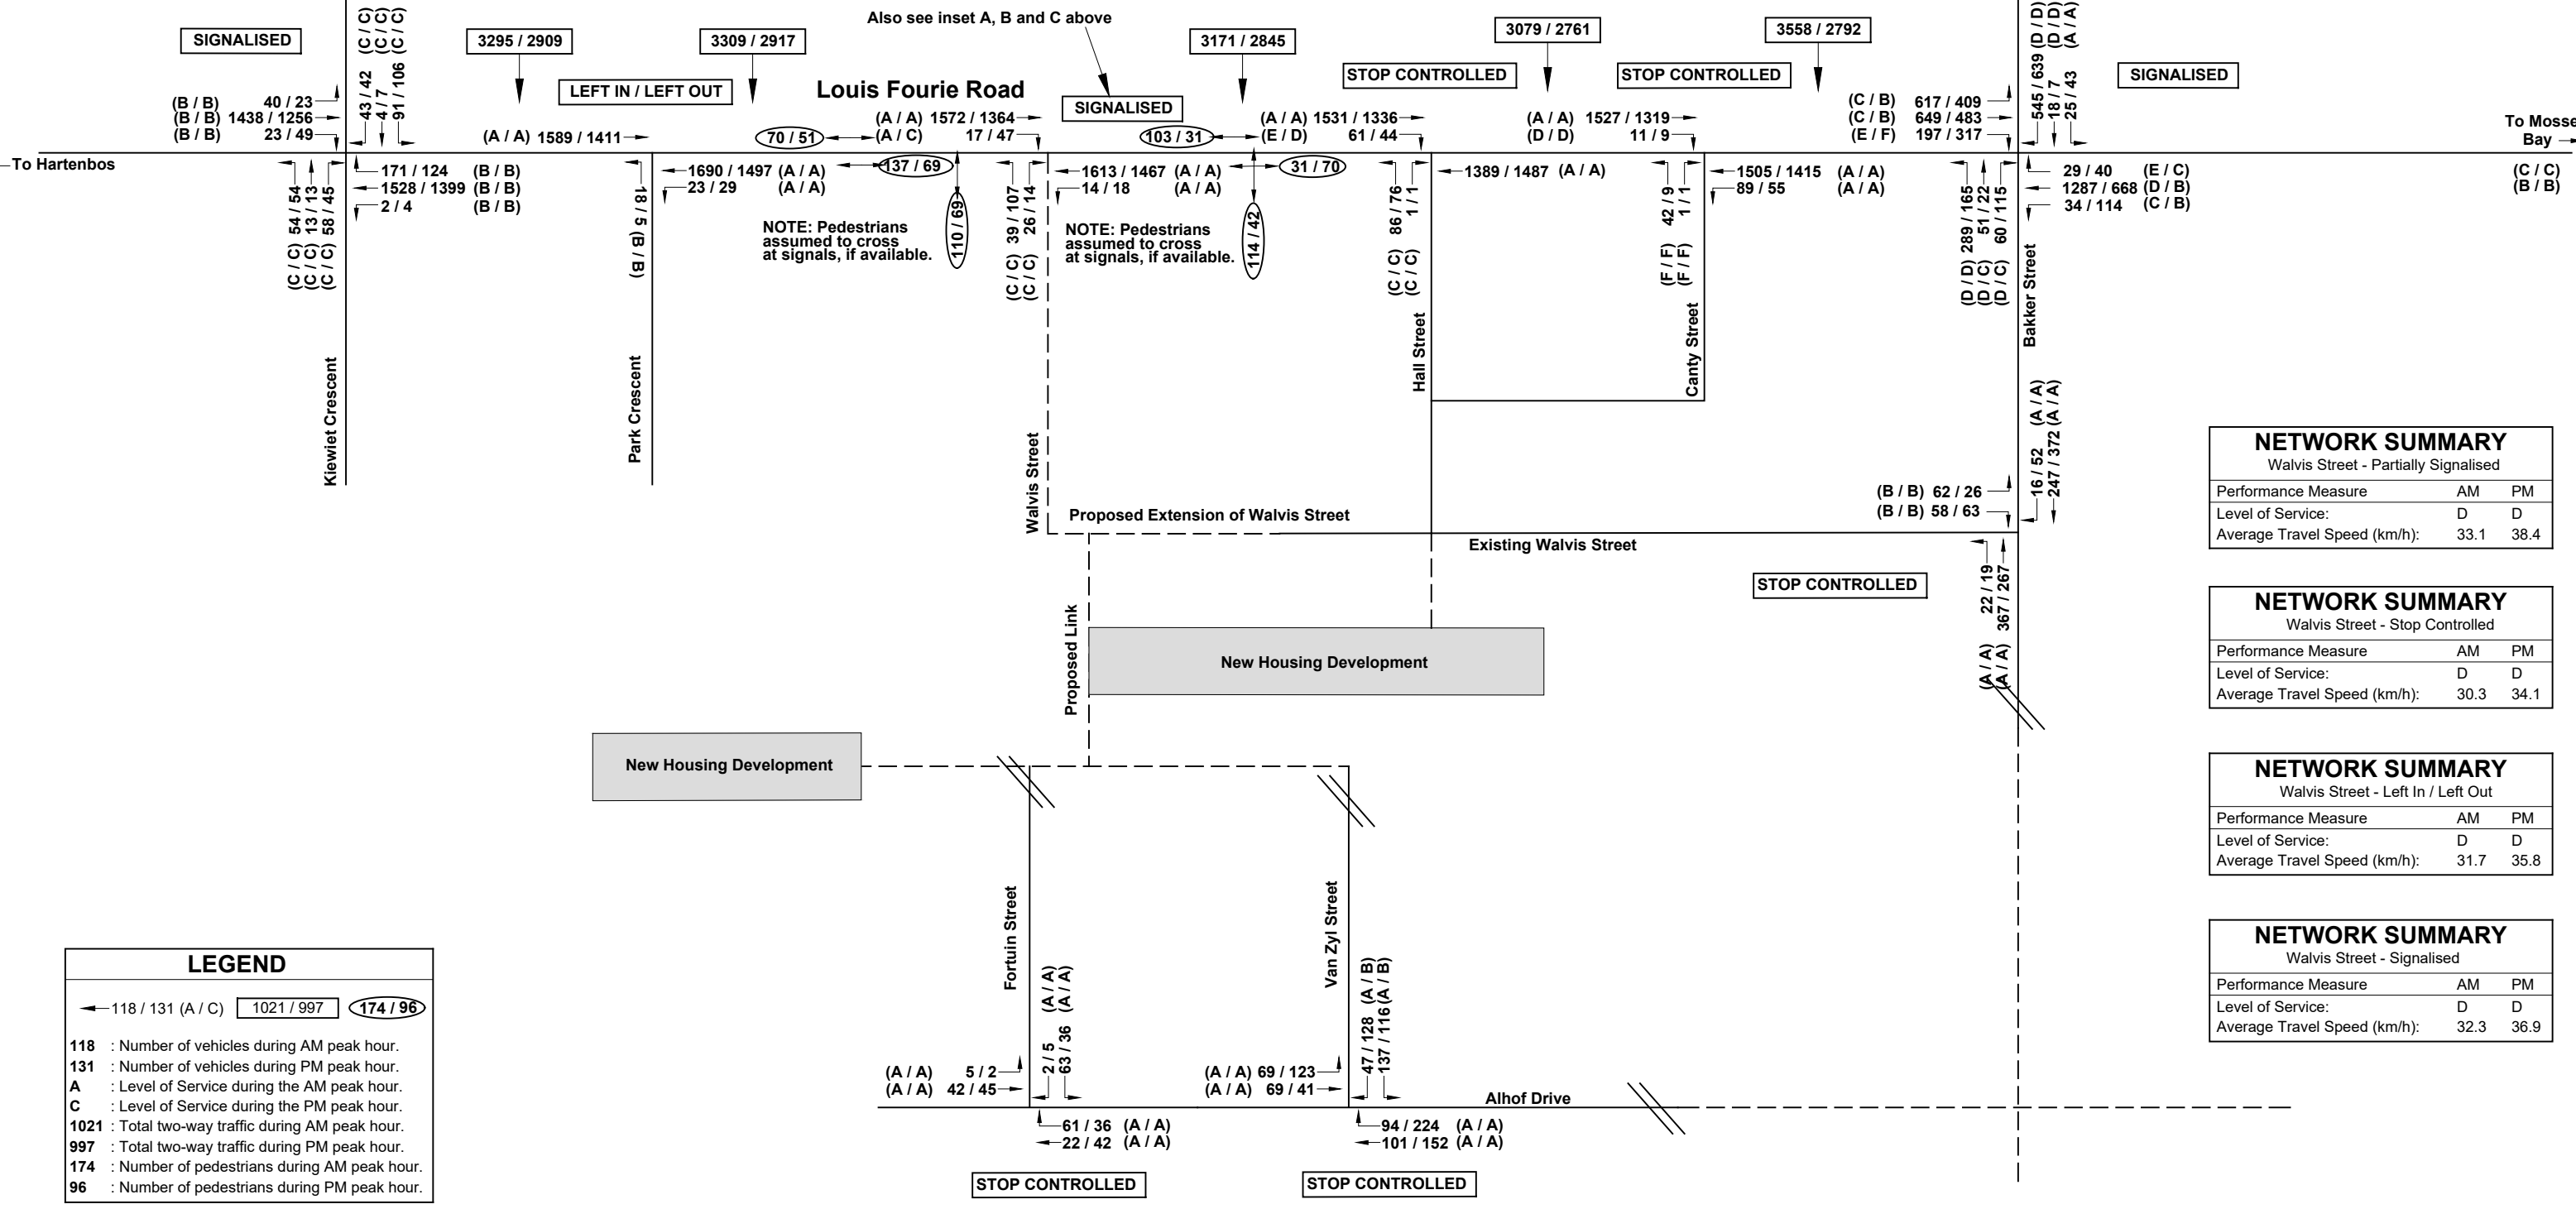 Also see inset A, B and C above
SIGNALISED
3295 / 2909
3309 / 2917
3171 / 2845
3079 / 2761
3558 / 2792
LEFT IN / LEFT OUT
Louis Fourie Road
SIGNALISED
STOP CONTROLLED
STOP CONTROLLED
SIGNALISED
43 / 42 (C / C)
4 / 7 (C / C)
91 / 106 (C / C)
545 / 639 (D / D)
18 / 7 (D / D)
25 / 43 (A / A)
(B / B) 40 / 23
(B / B) 1438 / 1256
(B / B) 23 / 49
(A / A) 1589 / 1411
70 / 51
(A / A) 1572 / 1364
(A / C) 17 / 47
103 / 31
(A / A) 1531 / 1336
(E / D) 61 / 44
(A / A) 1527 / 1319
(D / D) 11 / 9
(C / B) 617 / 409
(C / B) 649 / 483
(E / F) 197 / 317
To Mosse
Bay
(C / C)
(B / B)
To Hartenbos
(C / C) 54 / 54
(C / C) 13 / 13
(C / C) 58 / 45
171 / 124 (B / B)
1528 / 1399 (B / B)
2 / 4 (B / B)
18 / 5 (B / B)
1690 / 1497 (A / A)
23 / 29 (A / A)
137 / 69
110 / 69
NOTE: Pedestrians
assumed to cross
at signals, if available.
(C / C) 39 / 107
(C / C) 26 / 14
1613 / 1467 (A / A)
14 / 18 (A / A)
31 / 70
114 / 42
NOTE: Pedestrians
assumed to cross
at signals, if available.
(C / C) 86 / 76
(C / C) 1 / 1
1389 / 1487 (A / A)
(F / F) 42 / 9
(F / F) 1 / 1
1505 / 1415 (A / A)
89 / 55 (A / A)
(D / D) 289 / 165
(D / C) 51 / 22
(D / C) 60 / 115
29 / 40 (E / C)
1287 / 668 (D / B)
34 / 114 (C / B)
Kiewiet Crescent
Park Crescent
Walvis Street
Hall Street
Canty Street
Bakker Street
16 / 52 (A / A)
247 / 372 (A / A)
(B / B) 62 / 26
(B / B) 58 / 63
Proposed Extension of Walvis Street
Existing Walvis Street
STOP CONTROLLED
(A / A) 22 / 19
(A / A) 367 / 267
Proposed Link
New Housing Development
New Housing Development
NETWORK SUMMARY
Walvis Street - Partially Signalised
Performance Measure AM PM
Level of Service: D D
Average Travel Speed (km/h): 33.1 38.4
NETWORK SUMMARY
Walvis Street - Stop Controlled
Performance Measure AM PM
Level of Service: D D
Average Travel Speed (km/h): 30.3 34.1
NETWORK SUMMARY
Walvis Street - Left In / Left Out
Performance Measure AM PM
Level of Service: D D
Average Travel Speed (km/h): 31.7 35.8
NETWORK SUMMARY
Walvis Street - Signalised
Performance Measure AM PM
Level of Service: D D
Average Travel Speed (km/h): 32.3 36.9
Fortuin Street
2 / 5 (A / A)
63 / 36 (A / A)
Van Zyl Street
47 / 128 (A / B)
137 / 116 (A / B)
(A / A) 5 / 2
(A / A) 42 / 45
(A / A) 69 / 123
(A / A) 69 / 41
Alhof Drive
61 / 36 (A / A)
22 / 42 (A / A)
94 / 224 (A / A)
101 / 152 (A / A)
STOP CONTROLLED
STOP CONTROLLED
LEGEND
118 / 131 (A / C) 1021 / 997 174 / 96
118 : Number of vehicles during AM peak hour.
131 : Number of vehicles during PM peak hour.
A : Level of Service during the AM peak hour.
C : Level of Service during the PM peak hour.
1021 : Total two-way traffic during AM peak hour.
997 : Total two-way traffic during PM peak hour.
174 : Number of pedestrians during AM peak hour.
96 : Number of pedestrians during PM peak hour.